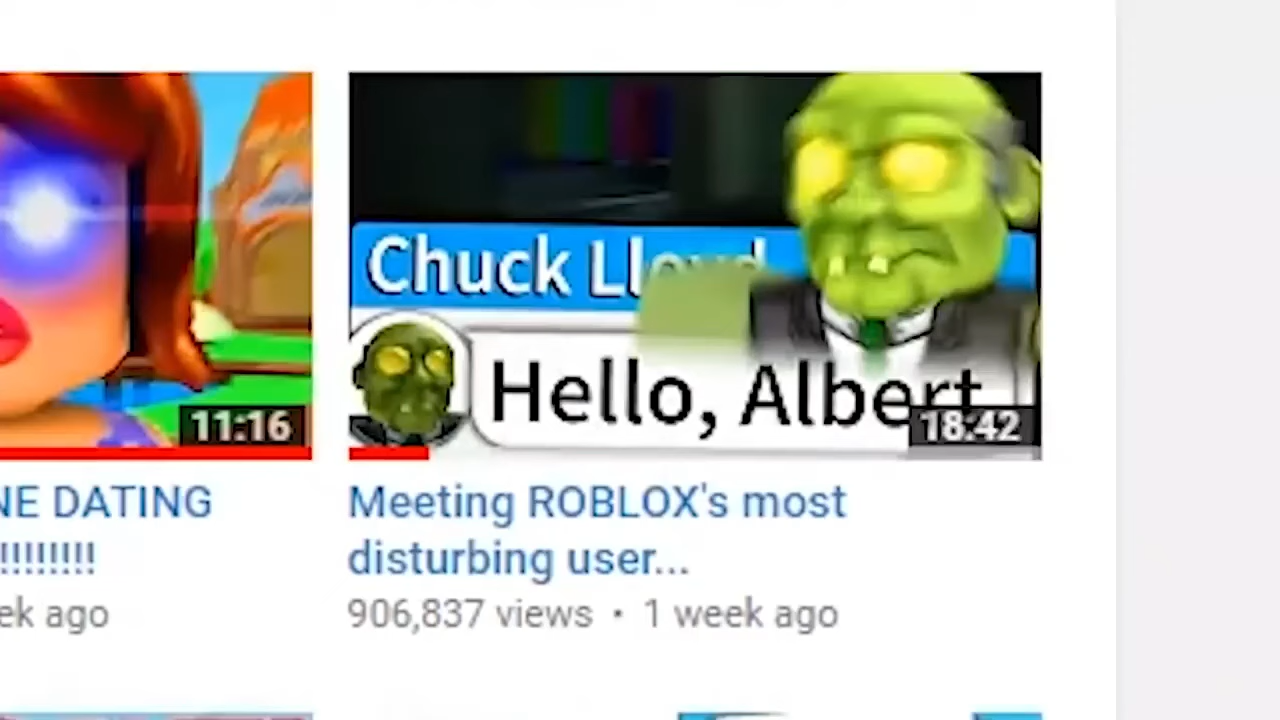 Chuck Lloyd
Hello, Albert
11:16
18:42
NE DATING
!!!!!!!!!
ek ago
Meeting ROBLOX's most
disturbing user...
906,837 views • 1 week ago